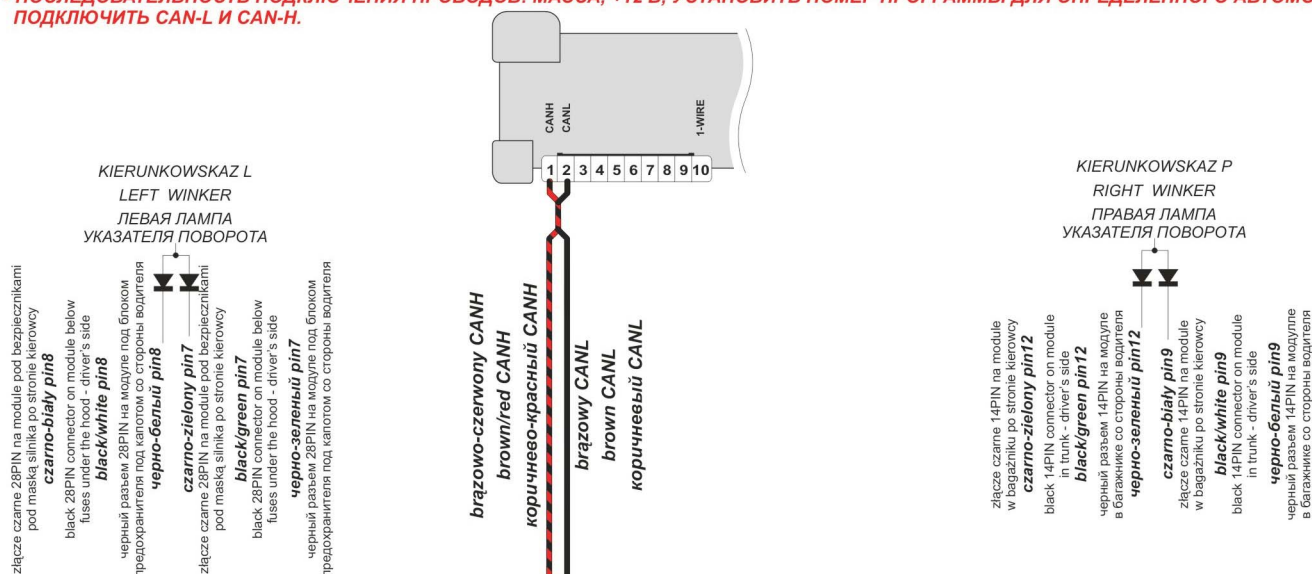 ПОСЛЕДОВАТЕЛЬНОСТЬ ПОДКЛЮЧЕНИЯ ПРОВОДОВ: МАССА, +12 В, УСТАНОВИТЬ НОМЕР ПРОГРАММЫ ДЛЯ ОПРЕДЕЛЕННОГО
ПОДКЛЮЧИТЬ CAN-L И CAN-H.
CANH
CANL
1-WIRE
1 2 3 4 5 6 7 8 9 10
KIERUNKOWSKAZ L
LEFT WINKER
ЛЕВАЯ ЛАМПА
УКАЗАТЕЛЯ ПОВОРОТА
złącze czarne 28PIN na module pod bezpiecznikami
pod maską silnika po stronie kierowcy
czarno-biały pin8
black 28PIN connector on module below
fuses under the hood - driver's side
black/white pin8
черный разъем 28PIN на модуле под блоком
предохранителя под капотом со стороны водителя
черно-белый pin8
czarno-zielony pin7
złącze czarne 28PIN na module pod bezpiecznikami
pod maską silnika po stronie kierowcy
black/green pin7
black 28PIN connector on module below
fuses under the hood - driver's side
черно-зеленый pin7
черный разъем 28PIN на модуле под блоком
предохранителя под капотом со стороны водителя
brązowo-czerwony CANH
brown/red CANH
коричнево-красный CANH
brązowy CANL
brown CANL
коричневый CANL
KIERUNKOWSKAZ P
RIGHT WINKER
ПРАВАЯ ЛАМПА
УКАЗАТЕЛЯ ПОВОРОТА
złącze czarne 14PIN na module
w bagażniku po stronie kierowcy
czarno-zielony pin12
black 14PIN connector on module
in trunk - driver's side
black/green pin12
черный разъем 14PIN на модуле
в багажнике со стороны водителя
черно-зеленый pin12
czarno-biały pin9
złącze czarne 14PIN na module
w bagażniku po stronie kierowcy
black/white pin9
black 14PIN connector on module
in trunk - driver's side
черно-белый pin9
черный разъем 14PIN на модулле
в багажнике со стороны водителя